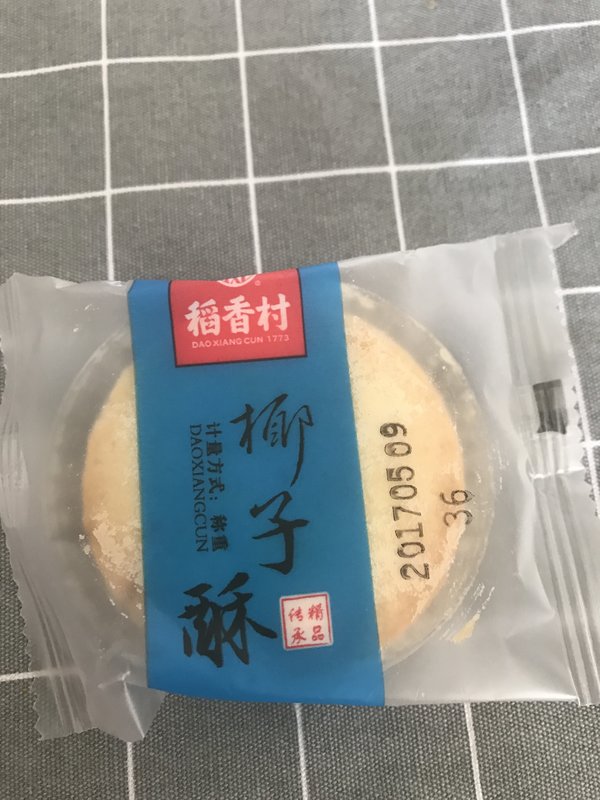 稻香村
DAO XIANG CUN 1773
椰子酥
计量方式：称重
DAOXIANGCUN
精品
传承
20170509
36